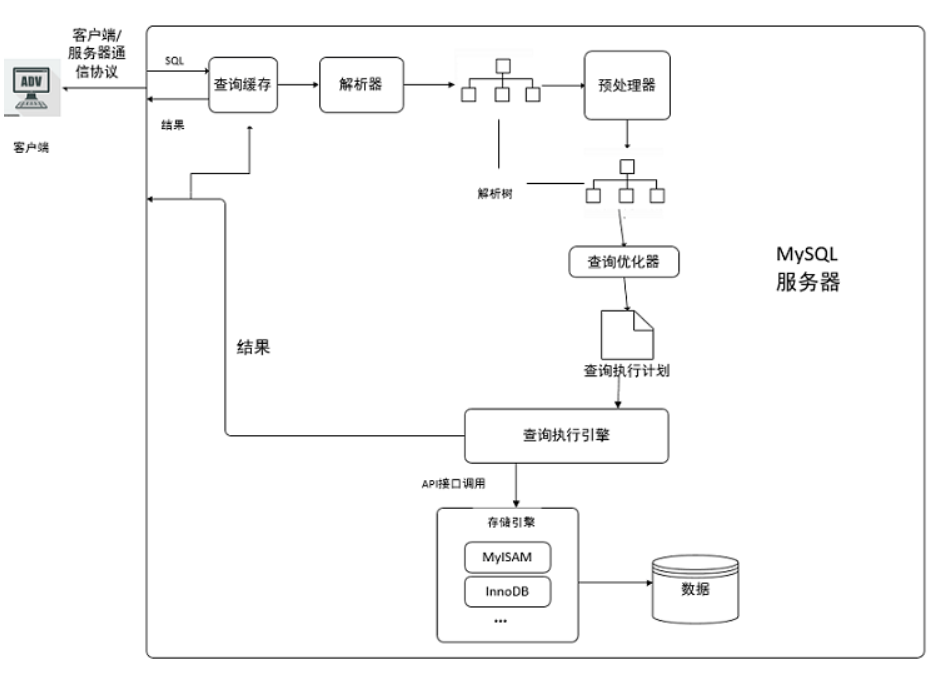 客户端/
服务器通
信协议
ADV
客户端
SQL
查询缓存
结果
解析器
预处理器
解析树
查询优化器
MySQL
服务器
查询执行计划
结果
查询执行引擎
API接口调用
存储引擎
MyISAM
InnoDB
...
数据